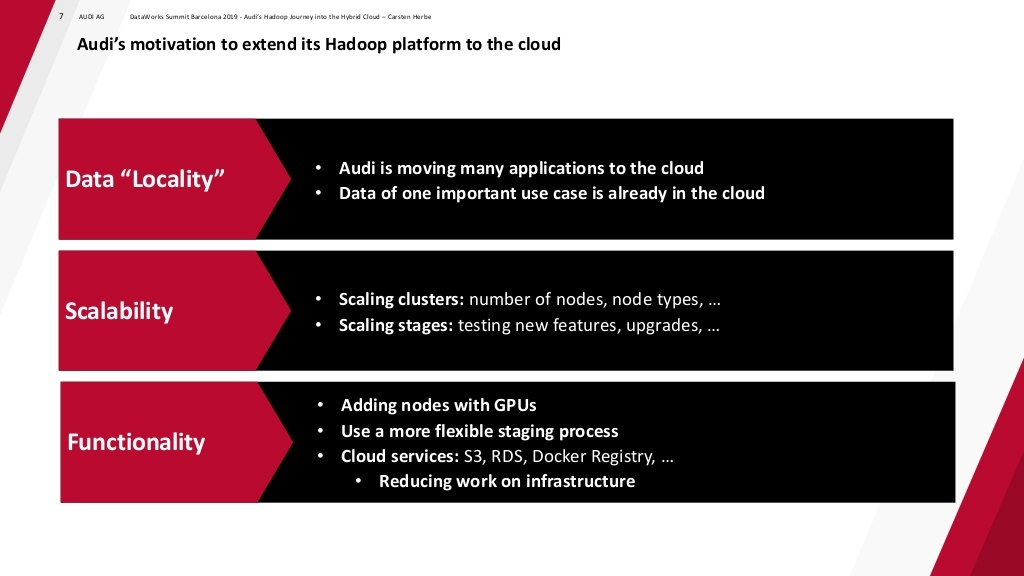 7 AUDI AG DataWorks Summit Barcelona 2019 - Audi's Hadoop Journey into the Hybrid Cloud – Carsten Herbe
Audi’s motivation to extend its Hadoop platform to the cloud
Data “Locality”
• Audi is moving many applications to the cloud
• Data of one important use case is already in the cloud
Scalability
• Scaling clusters: number of nodes, node types, …
• Scaling stages: testing new features, upgrades, …
Functionality
• Adding nodes with GPUs
• Use a more flexible staging process
• Cloud services: S3, RDS, Docker Registry, …
• Reducing work on infrastructure